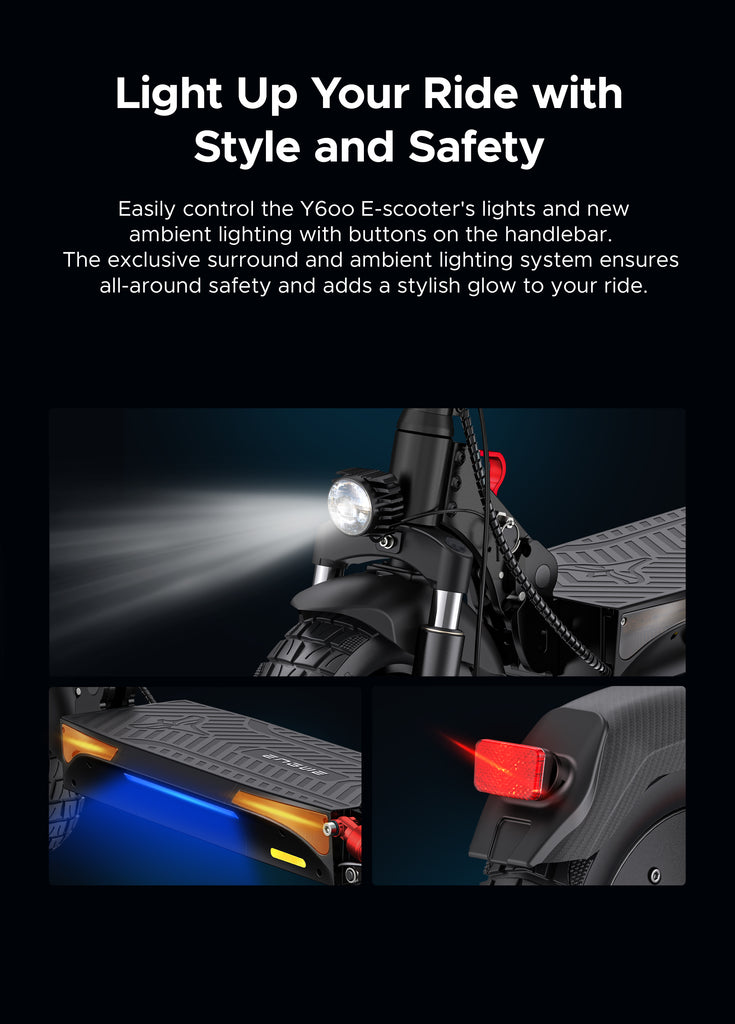 Light Up Your Ride with
Style and Safety
Easily control the Y600 E-scooter's lights and new
ambient lighting with buttons on the handlebar.
The exclusive surround and ambient lighting system ensures
all-around safety and adds a stylish glow to your ride.